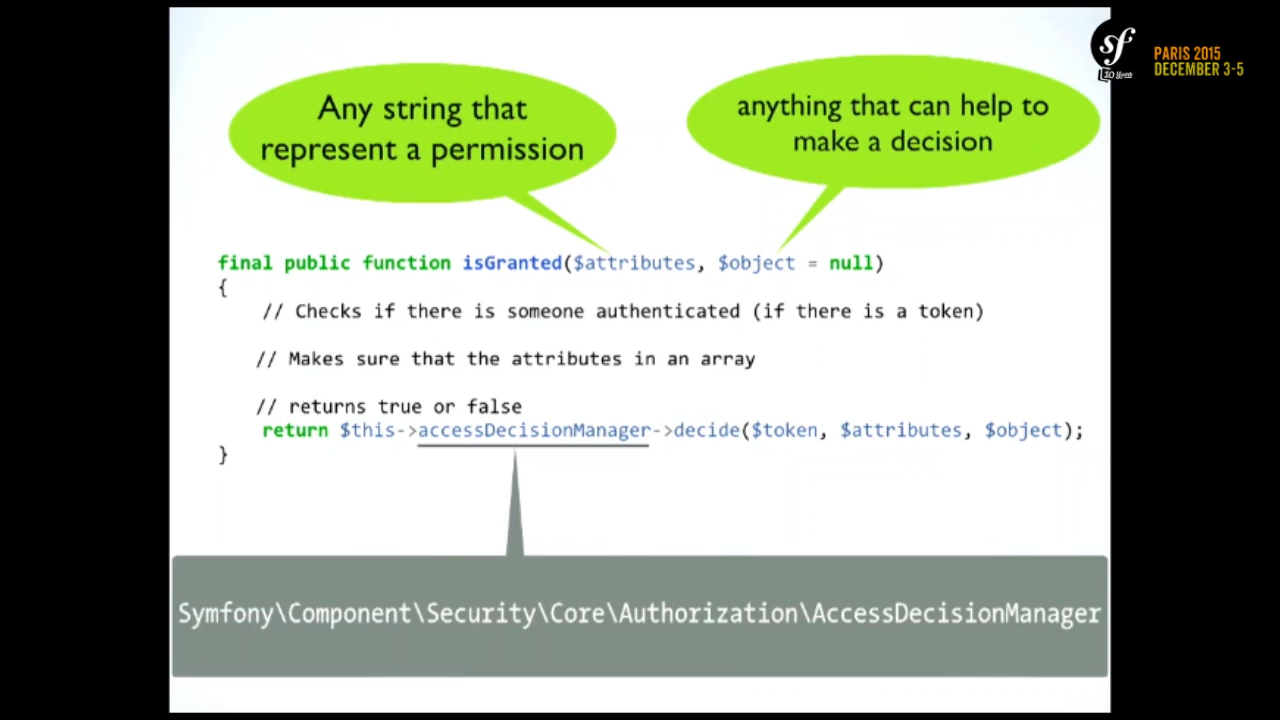 sf
10 Years
PARIS 2015
DECEMBER 3-5
Any string that
represent a permission
anything that can help to
make a decision
final public function isGranted($attributes, $object = null)
{
// Checks if there is someone authenticated (if there is a token)
// Makes sure that the attributes in an array
// returns true or false
return $this->accessDecisionManager->decide($token, $attributes, $object);
}
Symfony\Component\Security\Core\Authorization\AccessDecisionManager